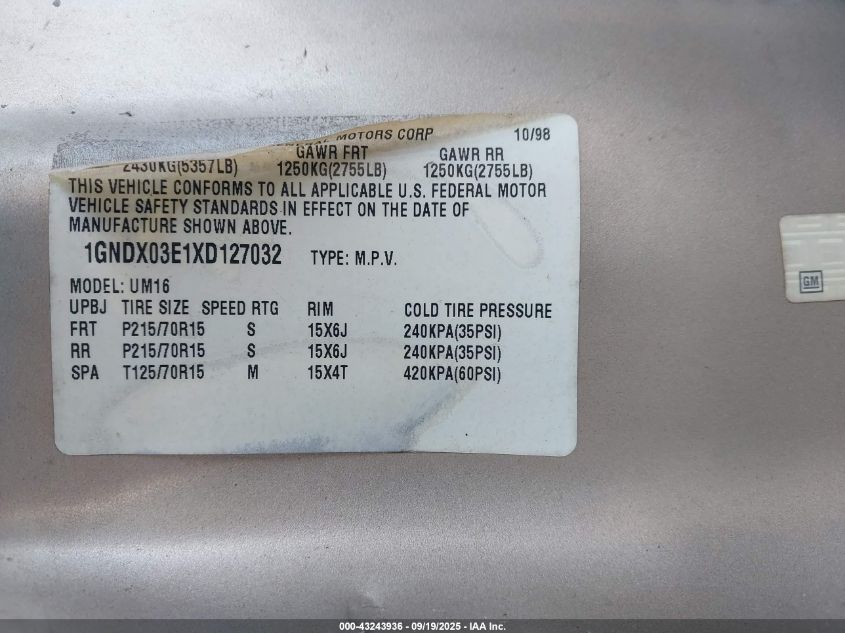 MOTORS CORP 10/98
GAWR FRT GAWR RR
2430KG(5357LB) 1250KG(2755LB) 1250KG(2755LB)
THIS VEHICLE CONFORMS TO ALL APPLICABLE U.S. FEDERAL MOTOR
VEHICLE SAFETY STANDARDS IN EFFECT ON THE DATE OF
MANUFACTURE SHOWN ABOVE.
1GNDX03E1XD127032 TYPE: M.P.V.
MODEL: UM16
UPBJ TIRE SIZE SPEED RTG RIM COLD TIRE PRESSURE
FRT P215/70R15 S 15X6J 240KPA(35PSI)
RR P215/70R15 S 15X6J 240KPA(35PSI)
SPA T125/70R15 M 15X4T 420KPA(60PSI)
GM
000-43243936 - 09/19/2025 - IAA Inc.